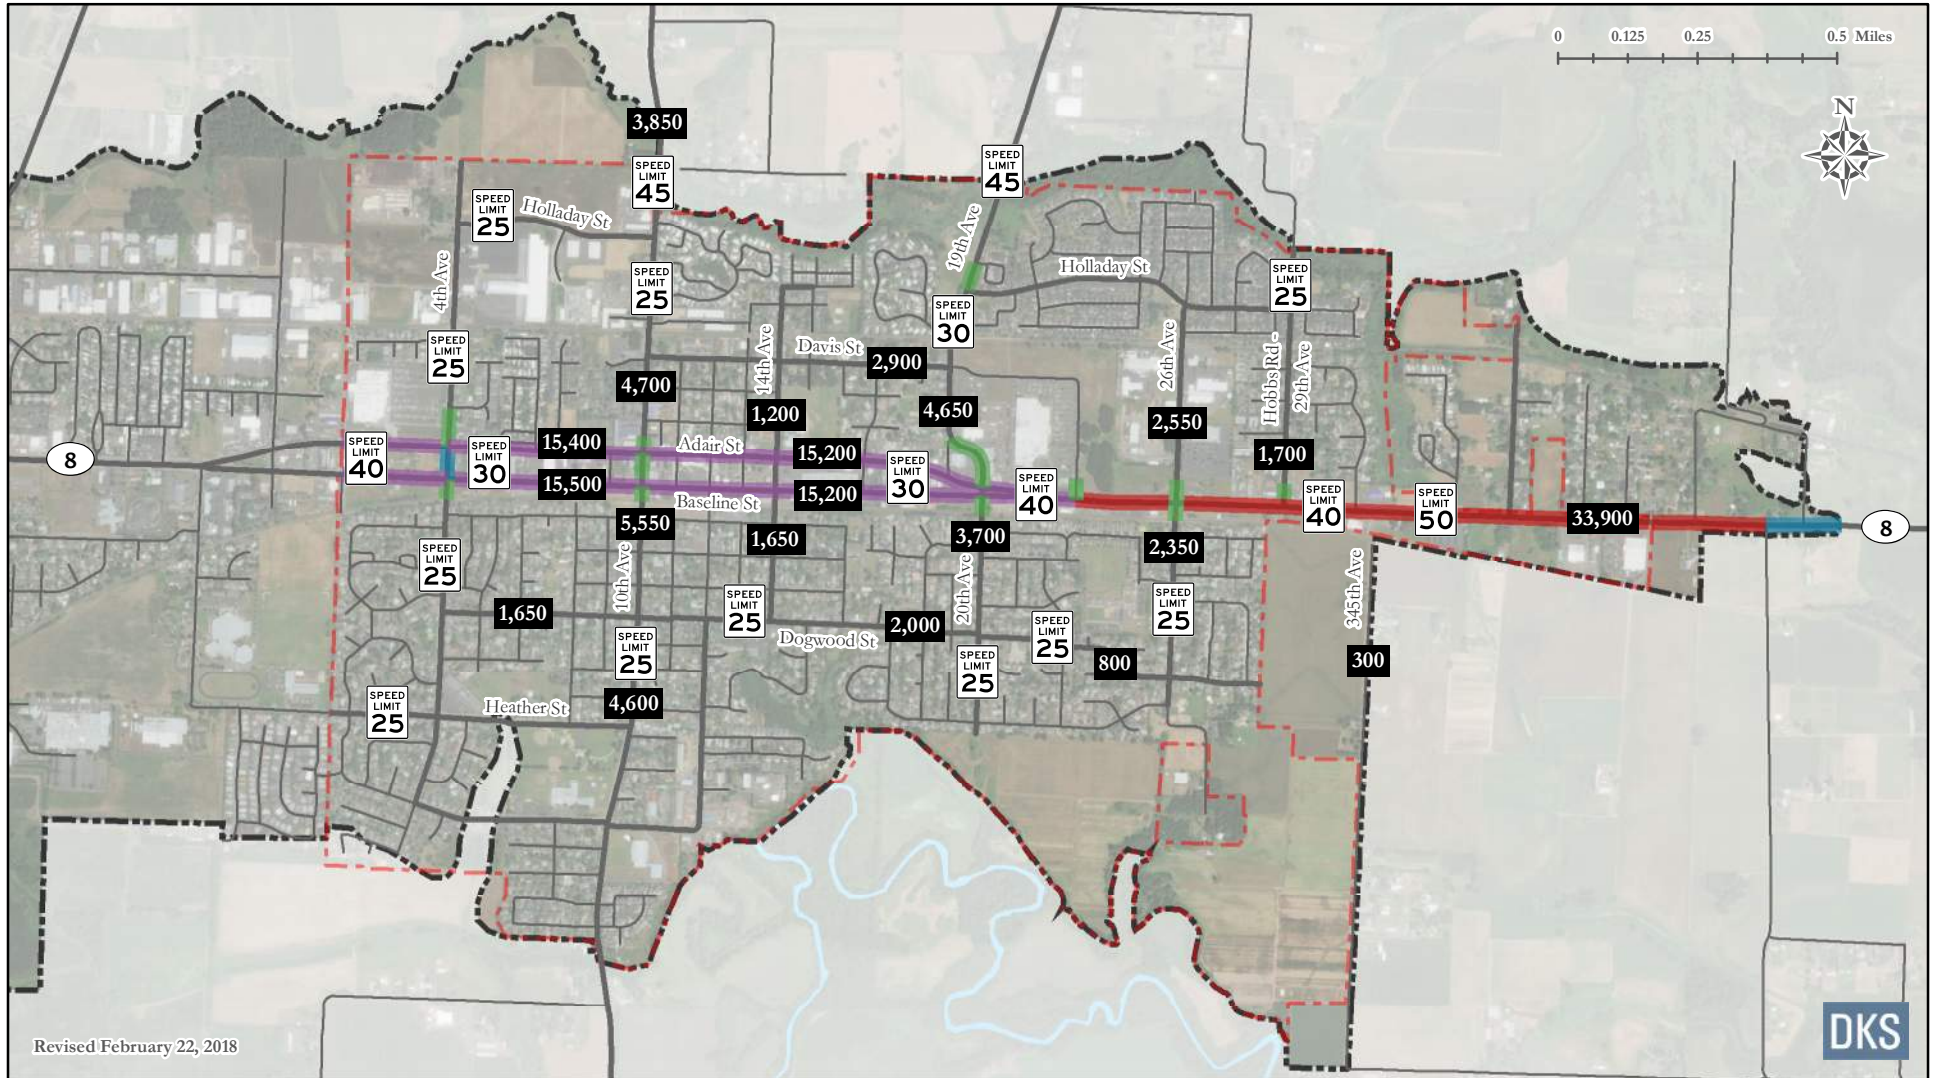 0 0.125 0.25 0.5 Miles
N
3,850
SPEED
LIMIT
45
SPEED
LIMIT
45
SPEED
LIMIT
25
Holladay St
19th Ave
4th Ave
SPEED
LIMIT
25
Holladay St
SPEED
LIMIT
25
SPEED
LIMIT
30
SPEED
LIMIT
25
14th Ave
Davis St
2,900
26th Ave
Hobbs Rd -
29th Ave
4,700
1,200
4,650
2,550
8
SPEED
LIMIT
40
SPEED
LIMIT
30
15,400
Adair St
15,200
SPEED
LIMIT
30
1,700
15,500
Baseline St
15,200
SPEED
LIMIT
40
SPEED
LIMIT
40
SPEED
LIMIT
50
33,900
8
5,550
1,650
3,700
2,350
SPEED
LIMIT
25
10th Ave
20th Ave
345th Ave
1,650
SPEED
LIMIT
25
Dogwood St
2,000
SPEED
LIMIT
25
SPEED
LIMIT
25
SPEED
LIMIT
25
SPEED
LIMIT
25
800
300
SPEED
LIMIT
25
Heather St
4,600
Revised February 22, 2018
DKS